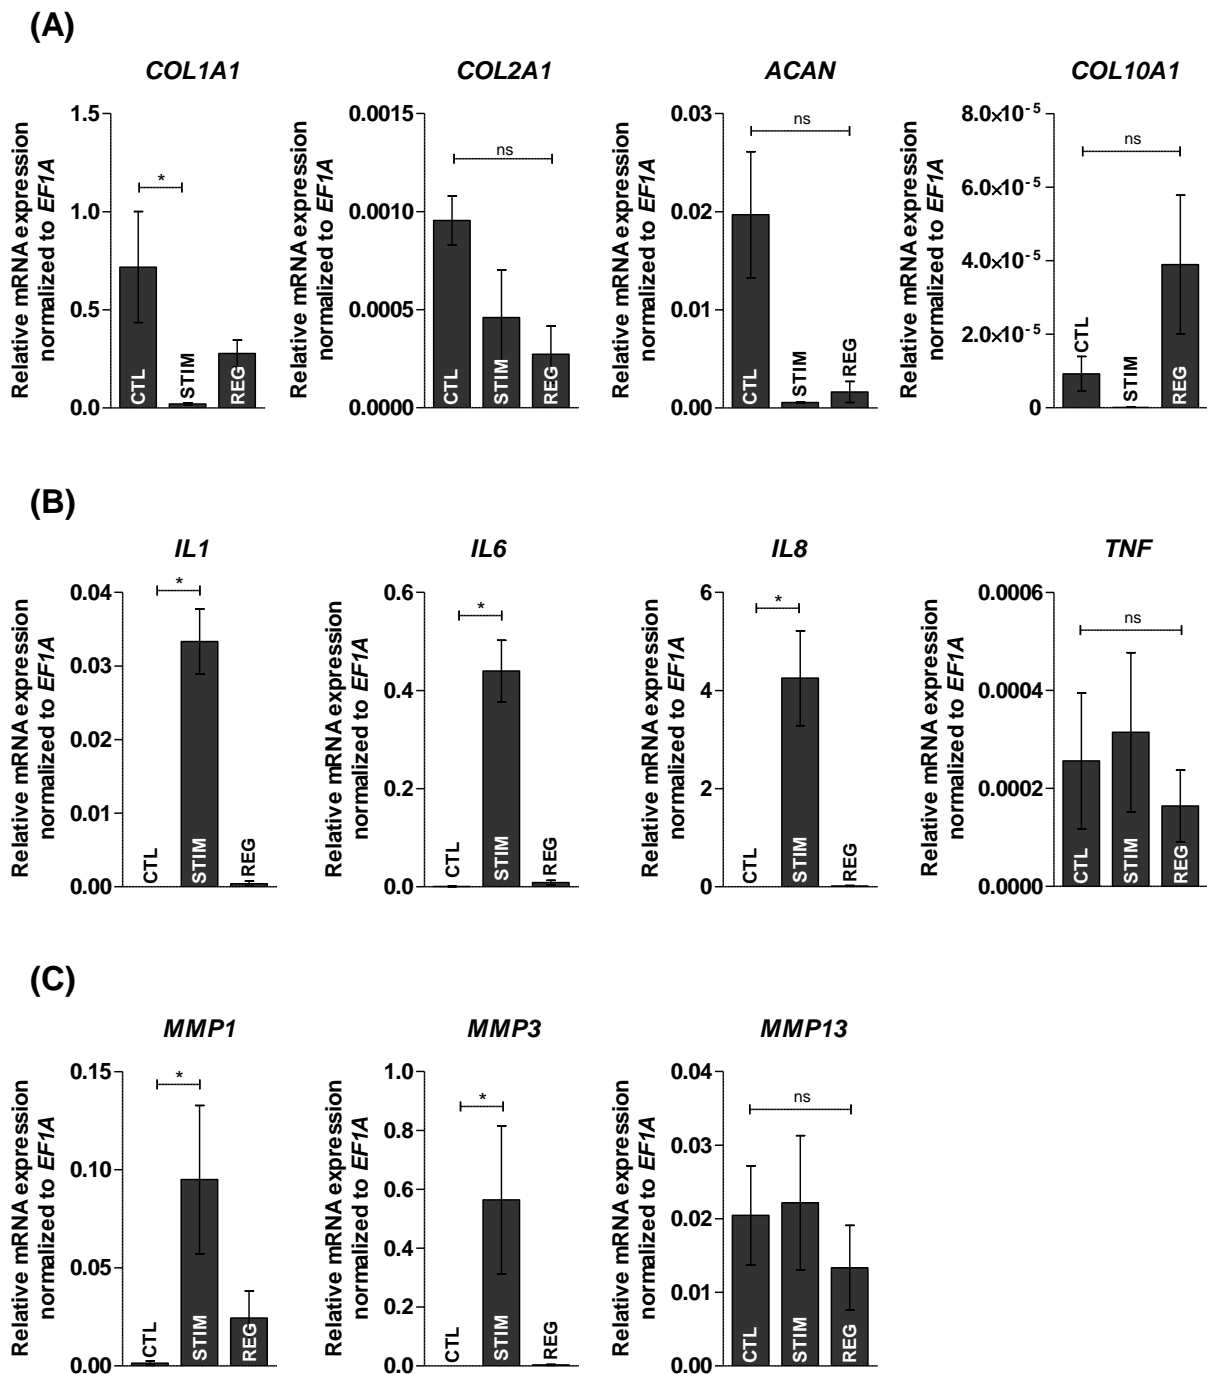 (A)
COL1A1
Relative mRNA expression
normalized to EF1A
1.5
1.0
0.5
0.0
*
CTL
STIM
REG
COL2A1
Relative mRNA expression
normalized to EF1A
0.0015
0.0010
0.0005
0.0000
ns
CTL
STIM
REG
ACAN
Relative mRNA expression
normalized to EF1A
0.03
0.02
0.01
0.00
ns
CTL
STIM
REG
COL10A1
Relative mRNA expression
normalized to EF1A
8.0×10⁻⁵
6.0×10⁻⁵
4.0×10⁻⁵
2.0×10⁻⁵
0
ns
CTL
STIM
REG
(B)
IL1
Relative mRNA expression
normalized to EF1A
0.04
0.03
0.02
0.01
0.00
*
CTL
STIM
REG
IL6
Relative mRNA expression
normalized to EF1A
0.6
0.4
0.2
0.0
*
CTL
STIM
REG
IL8
Relative mRNA expression
normalized to EF1A
6
4
2
0
*
CTL
STIM
REG
TNF
Relative mRNA expression
normalized to EF1A
0.0006
0.0004
0.0002
0.0000
ns
CTL
STIM
REG
(C)
MMP1
Relative mRNA expression
normalized to EF1A
0.15
0.10
0.05
0.00
*
CTL
STIM
REG
MMP3
Relative mRNA expression
normalized to EF1A
1.0
0.8
0.6
0.4
0.2
0.0
*
CTL
STIM
REG
MMP13
Relative mRNA expression
normalized to EF1A
0.04
0.03
0.02
0.01
0.00
ns
CTL
STIM
REG